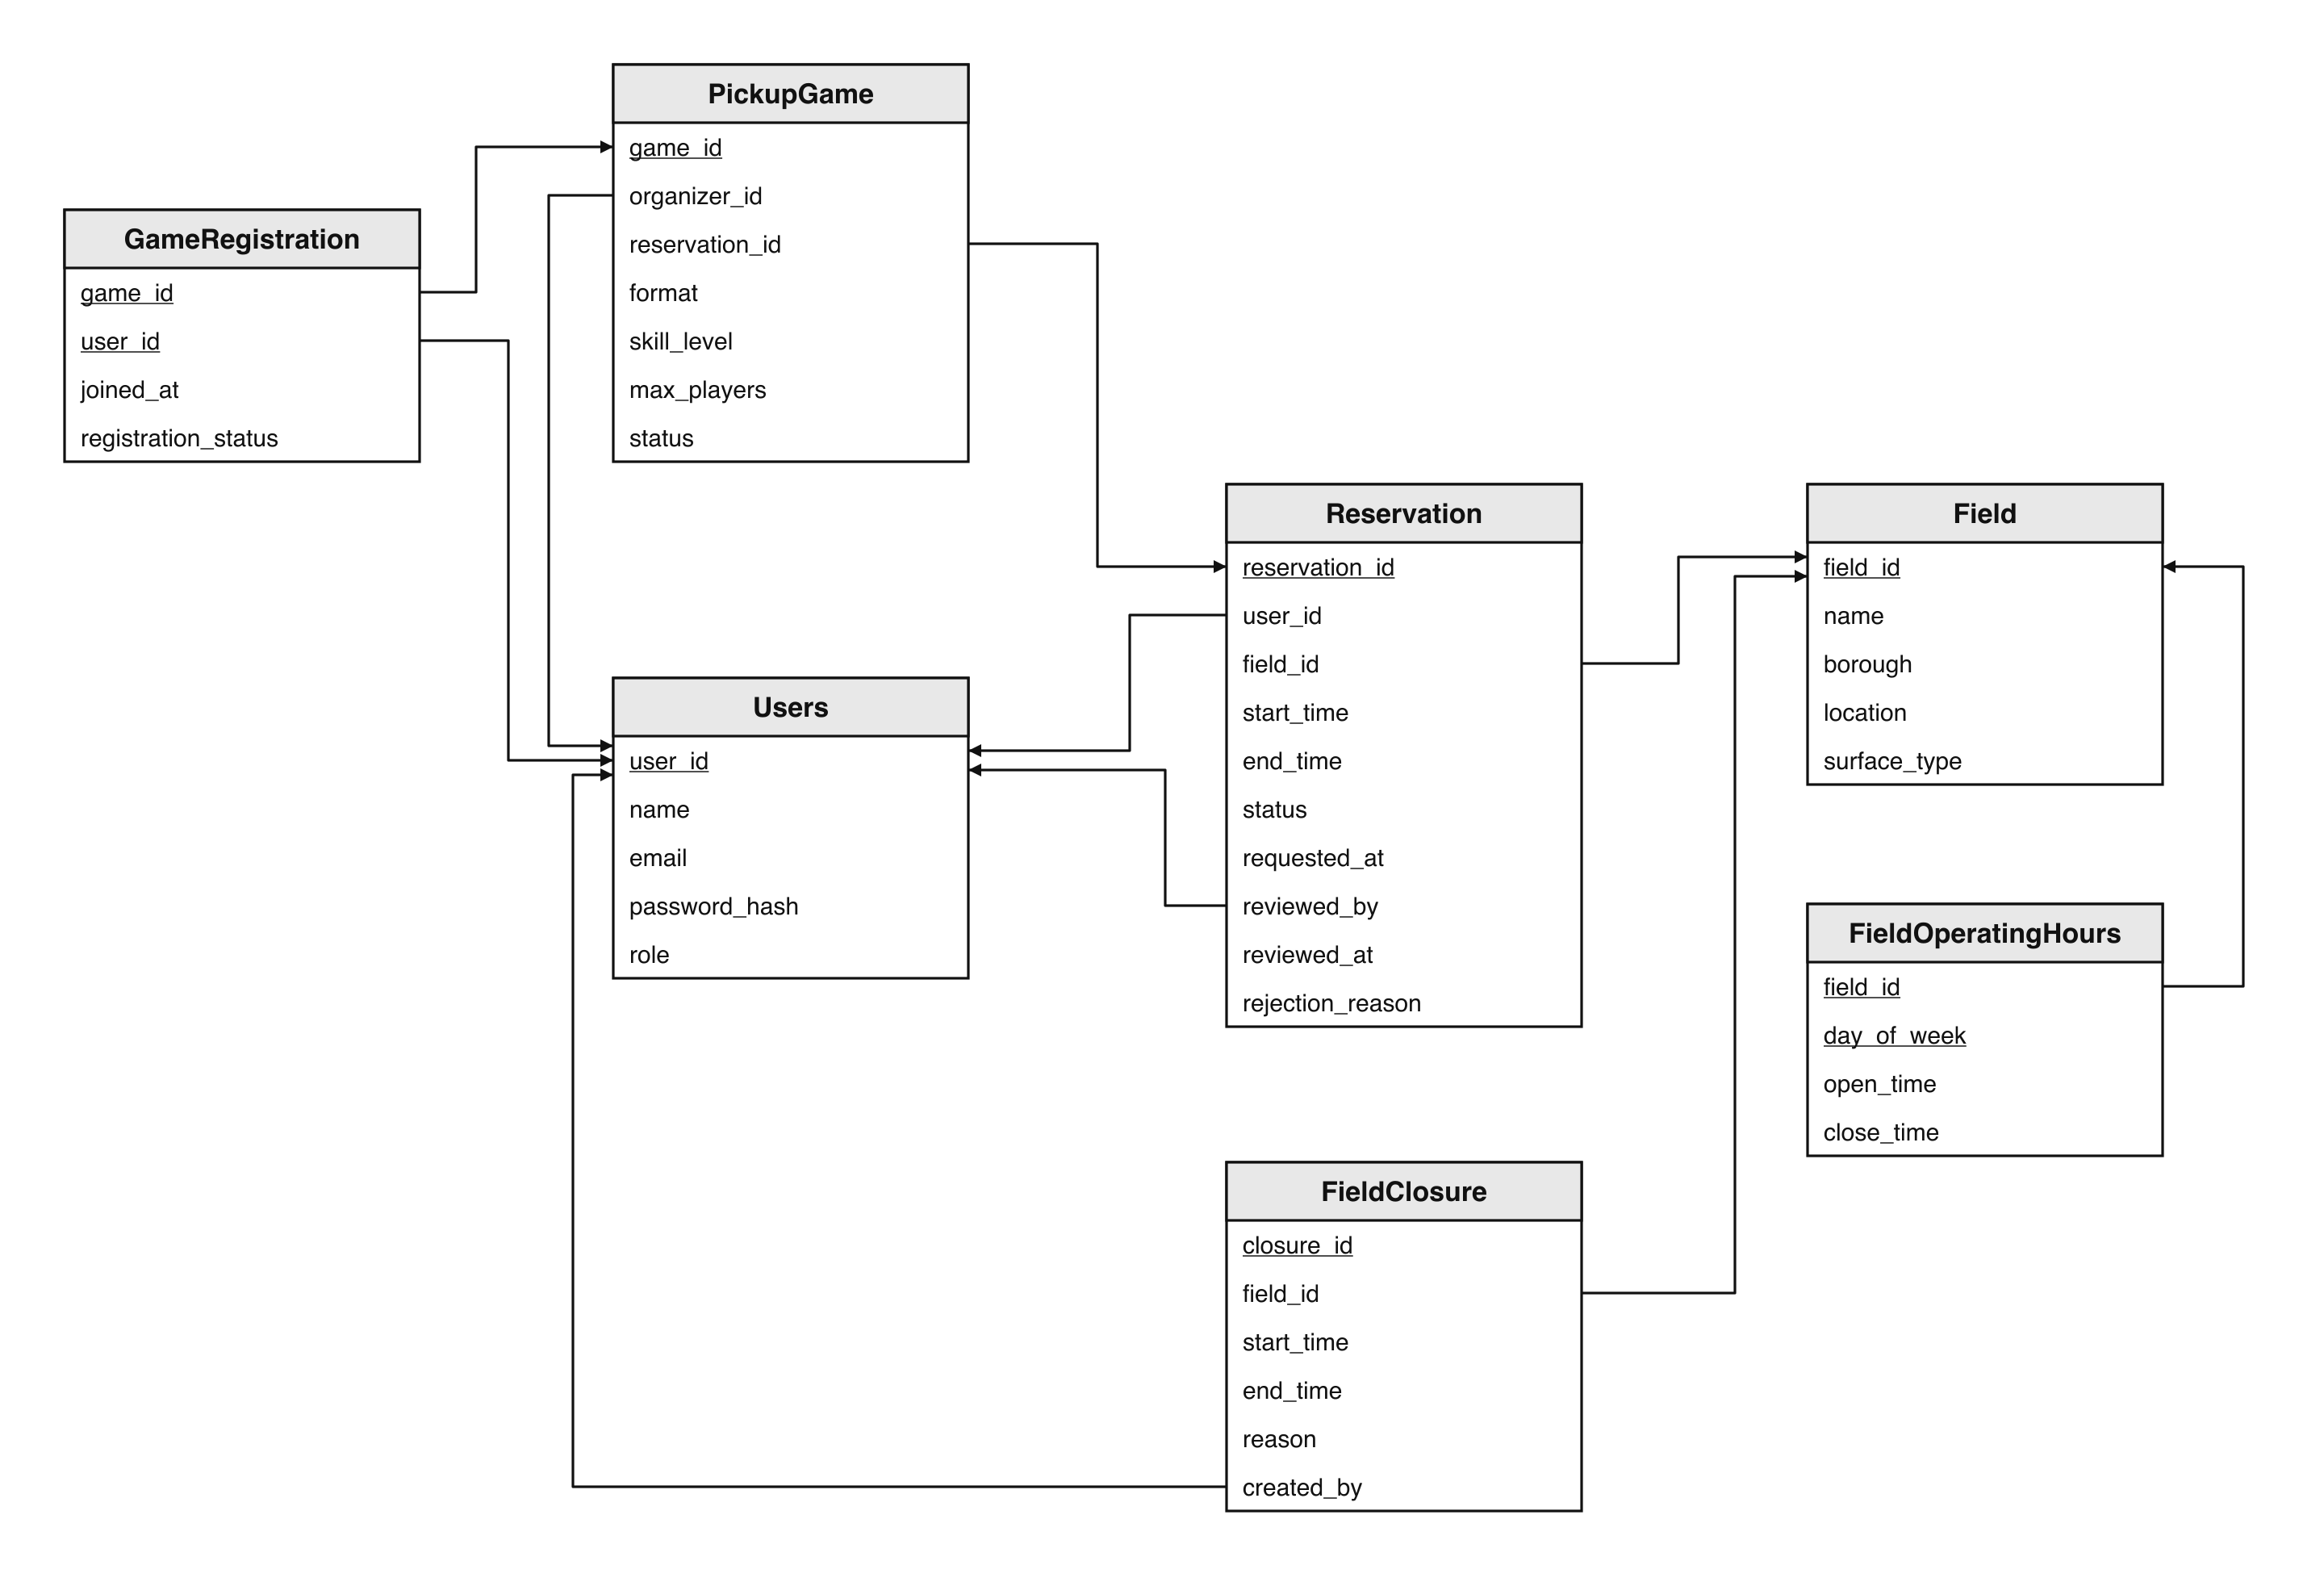 PickupGame
game_id
organizer_id
reservation_id
format
skill_level
max_players
status
GameRegistration
game_id
user_id
joined_at
registration_status
Reservation
reservation_id
user_id
field_id
start_time
end_time
status
requested_at
reviewed_by
reviewed_at
rejection_reason
Field
field_id
name
borough
location
surface_type
Users
user_id
name
email
password_hash
role
FieldOperatingHours
field_id
day_of_week
open_time
close_time
FieldClosure
closure_id
field_id
start_time
end_time
reason
created_by